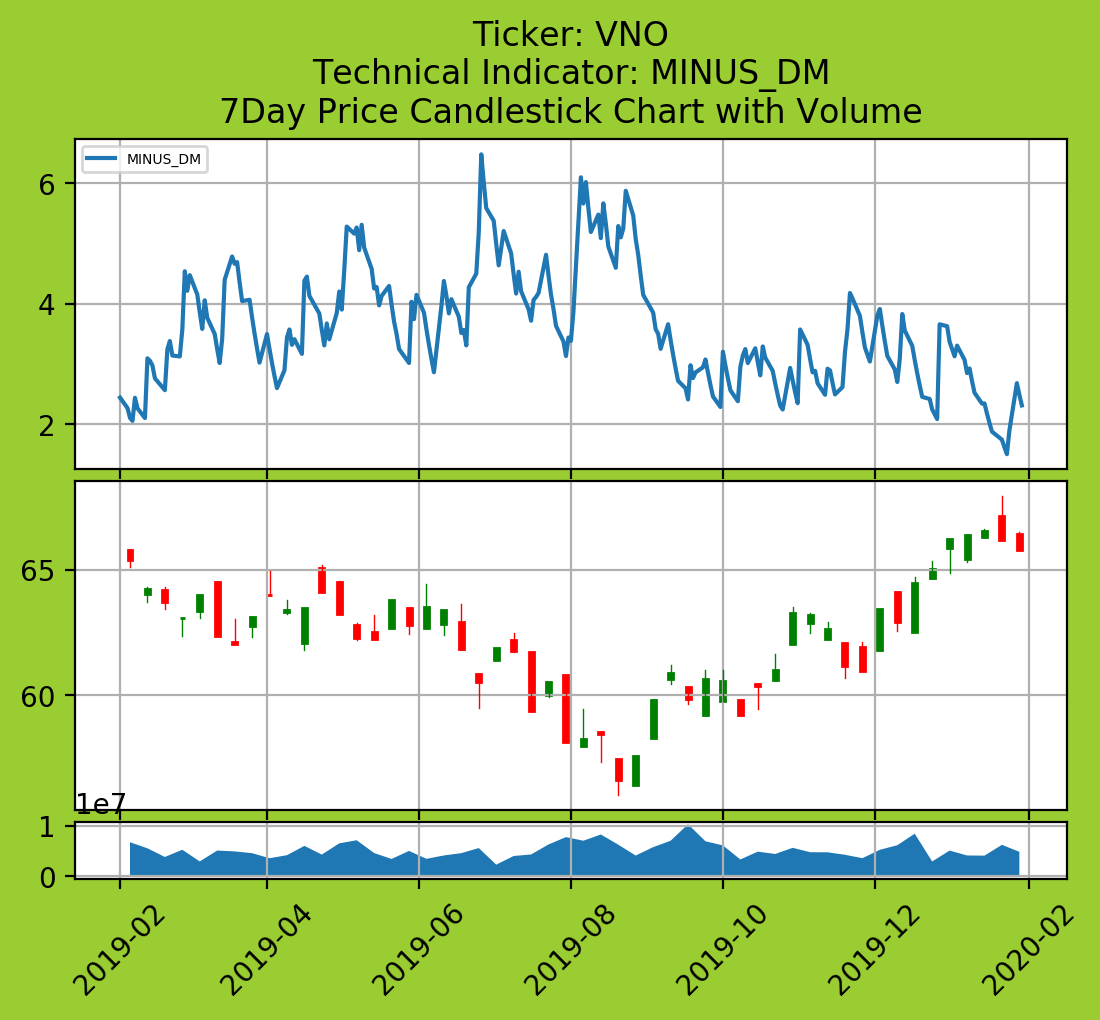 Ticker: VNO
Technical Indicator: MINUS_DM
7Day Price Candlestick Chart with Volume
MINUS_DM
6
4
2
65
60
1e7
1
0
2019-02
2019-04
2019-06
2019-08
2019-10
2019-12
2020-02